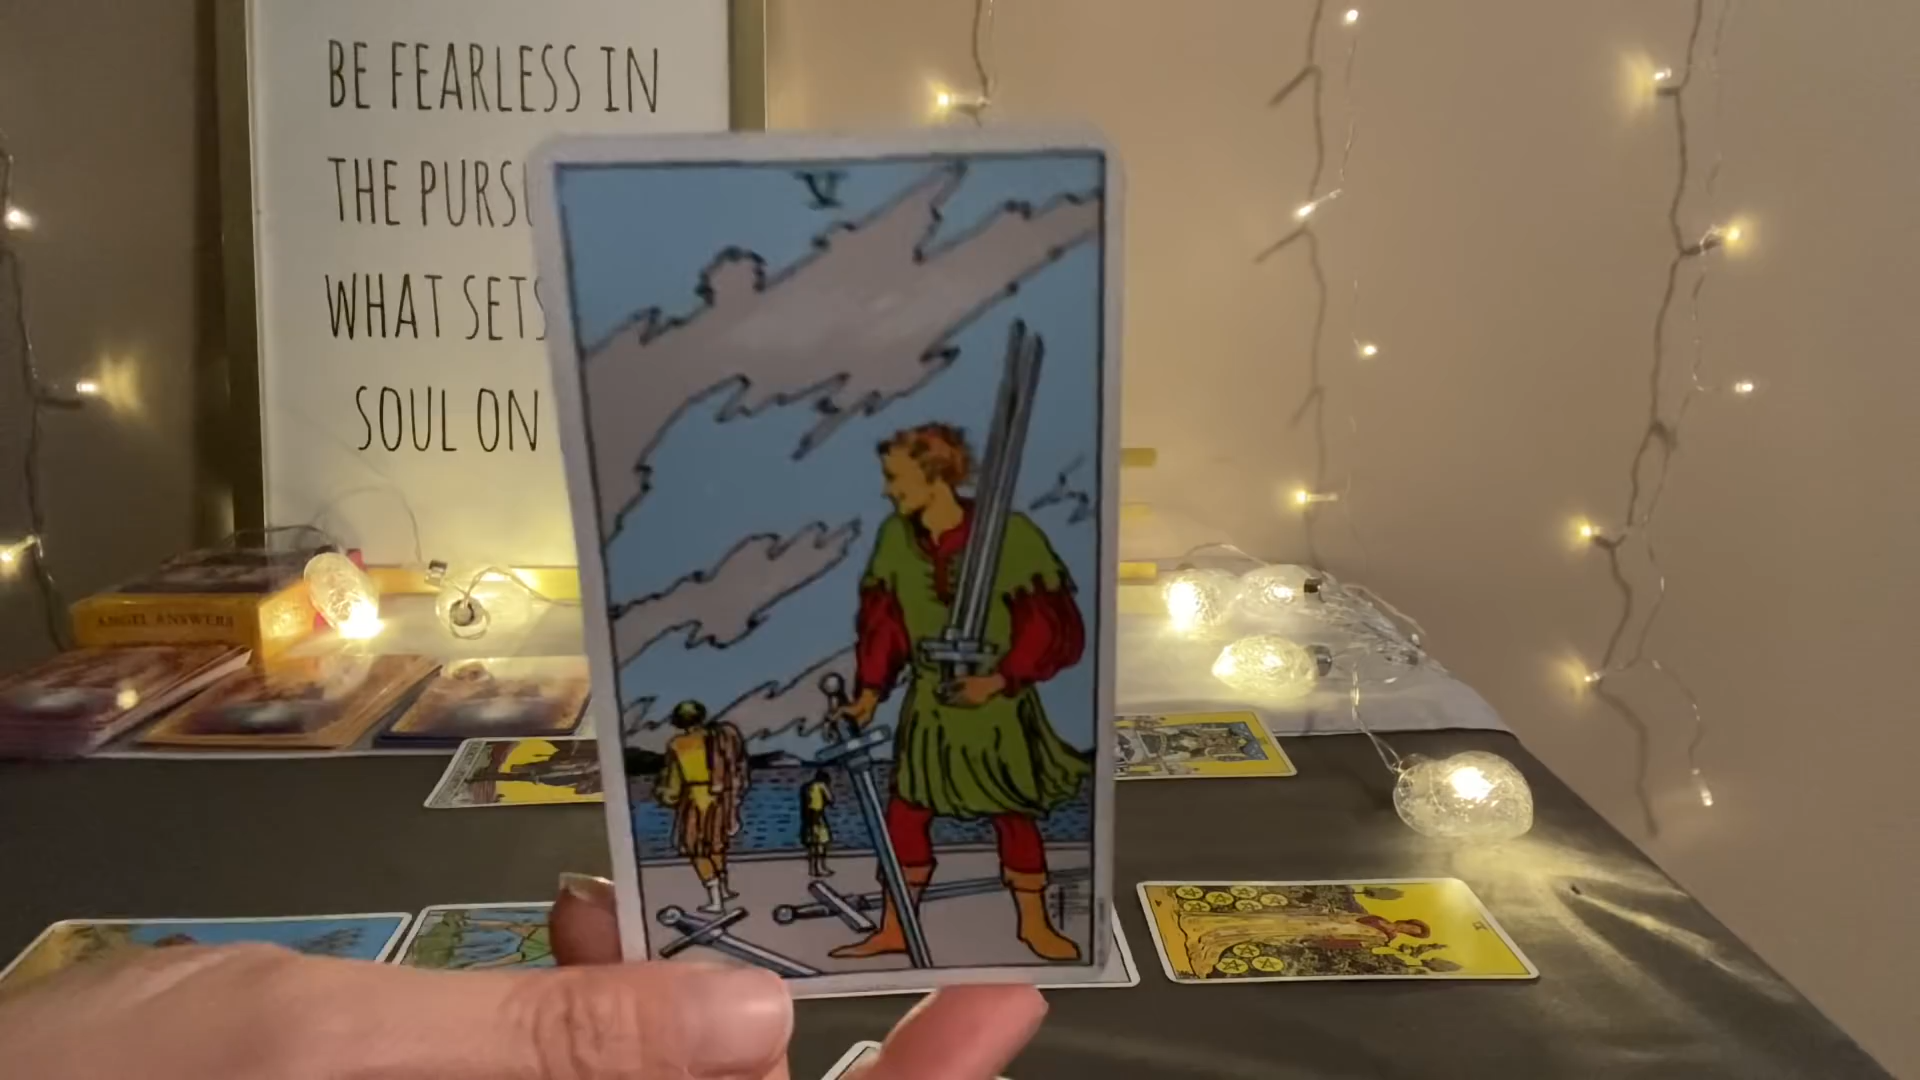 BE FEARLESS IN
THE PURSU
WHAT SETS
SOUL ON
V
ANGEL ANSWERS